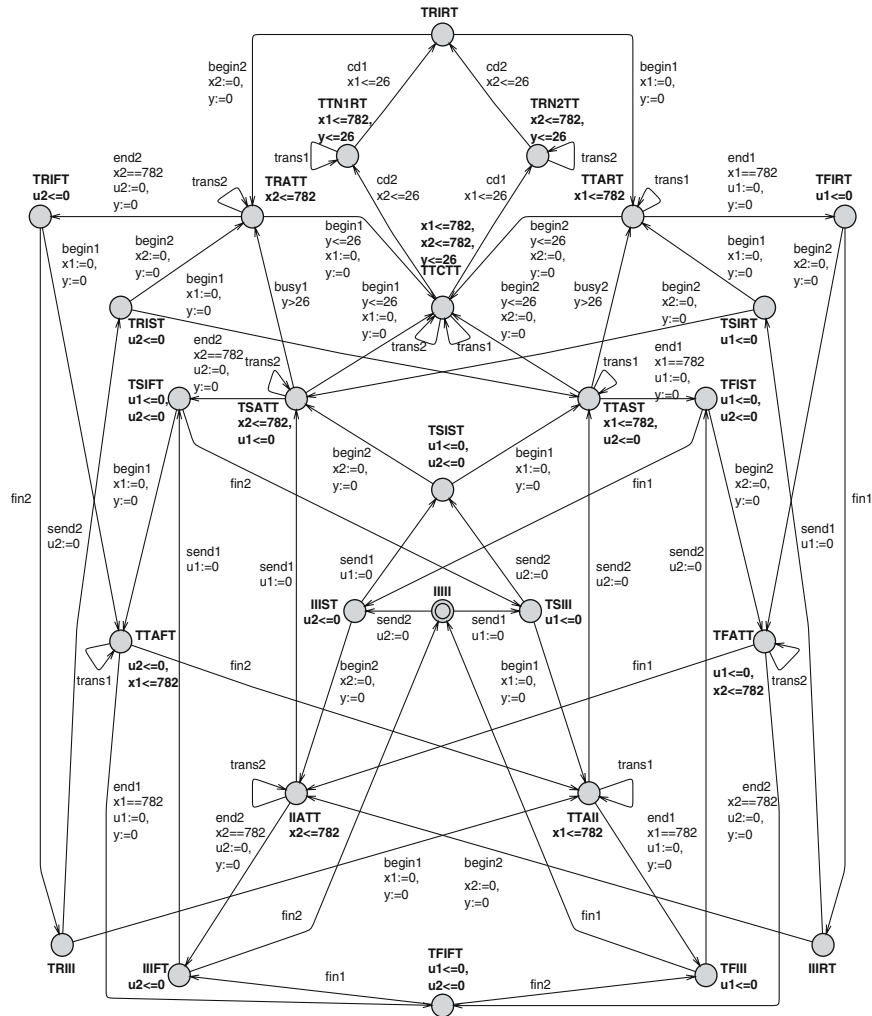 TRIRT
begin2
x2:=0,
y:=0
cd1
x1<=26
cd2
x2<=26
begin1
x1:=0,
y:=0
TTN1RT
x1<=782,
y<=26
TRN2TT
x2<=782,
y<=26
trans1
trans2
TRIFT
u2<=0
end2
x2==782
u2:=0,
y:=0
trans2
TRATT
x2<=782
cd2
x2<=26
cd1
x1<=26
TTART
x1<=782
trans1
end1
x1==782
u1:=0,
y:=0
TFIRT
u1<=0
begin1
x1:=0,
y:=0
begin2
x2:=0,
y:=0
begin1
y<=26
x1:=0,
y:=0
x1<=782,
x2<=782,
y<=26
TTCTT
begin2
y<=26
x2:=0,
y:=0
begin1
x1:=0,
y:=0
begin2
x2:=0,
y:=0
begin1
x1:=0,
y:=0
busy1
y>26
begin1
y<=26
x1:=0,
y:=0
begin2
y<=26
x2:=0,
y:=0
busy2
y>26
begin2
x2:=0,
y:=0
TRIST
u2<=0
TSIRT
u1<=0
trans2
trans1
end2
x2==782
u2:=0,
y:=0
trans2
trans1
end1
x1==782
u1:=0,
y:=0
TSIFT
u1<=0,
u2<=0
TSATT
x2<=782,
u1<=0
TTAST
x1<=782,
u2<=0
TFIST
u1<=0,
u2<=0
TSIST
u1<=0,
u2<=0
begin2
x2:=0,
y:=0
begin1
x1:=0,
y:=0
begin1
x1:=0,
y:=0
begin2
x2:=0,
y:=0
fin2
fin2
fin1
fin1
send2
u2:=0
send1
u1:=0
send1
u1:=0
send1
u1:=0
send2
u2:=0
send2
u2:=0
send2
u2:=0
send1
u1:=0
IIIST
u2<=0
IIIII
TSIII
u1<=0
send2
u2:=0
send1
u1:=0
TTAFT
u2<=0,
x1<=782
trans1
fin2
begin2
x2:=0,
y:=0
begin1
x1:=0,
y:=0
fin1
TFATT
u1<=0,
x2<=782
trans2
trans2
trans1
IIATT
x2<=782
TTAII
x1<=782
end1
x1==782
u1:=0,
y:=0
end2
x2==782
u2:=0,
y:=0
end1
x1==782
u1:=0,
y:=0
end2
x2==782
u2:=0,
y:=0
begin1
x1:=0,
y:=0
begin2
x2:=0,
y:=0
fin2
fin1
TRIII
IIIRT
IIIFT
u2<=0
TFIFT
u1<=0,
u2<=0
TFIII
u1<=0
fin1
fin2